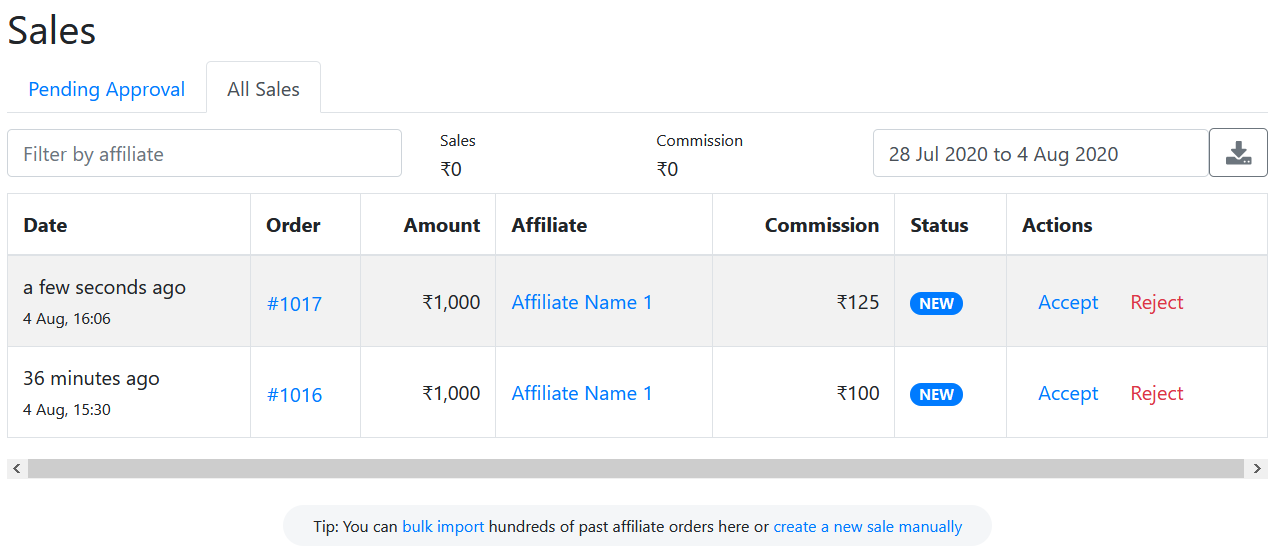 Sales
Pending Approval All Sales
Filter by affiliate Sales Commission 28 Jul 2020 to 4 Aug 2020
₹0 ₹0
Date Order Amount Affiliate Commission Status Actions
a few seconds ago
4 Aug, 16:06 #1017 ₹1,000 Affiliate Name 1 ₹125 NEW Accept Reject
36 minutes ago
4 Aug, 15:30 #1016 ₹1,000 Affiliate Name 1 ₹100 NEW Accept Reject
Tip: You can bulk import hundreds of past affiliate orders here or create a new sale manually